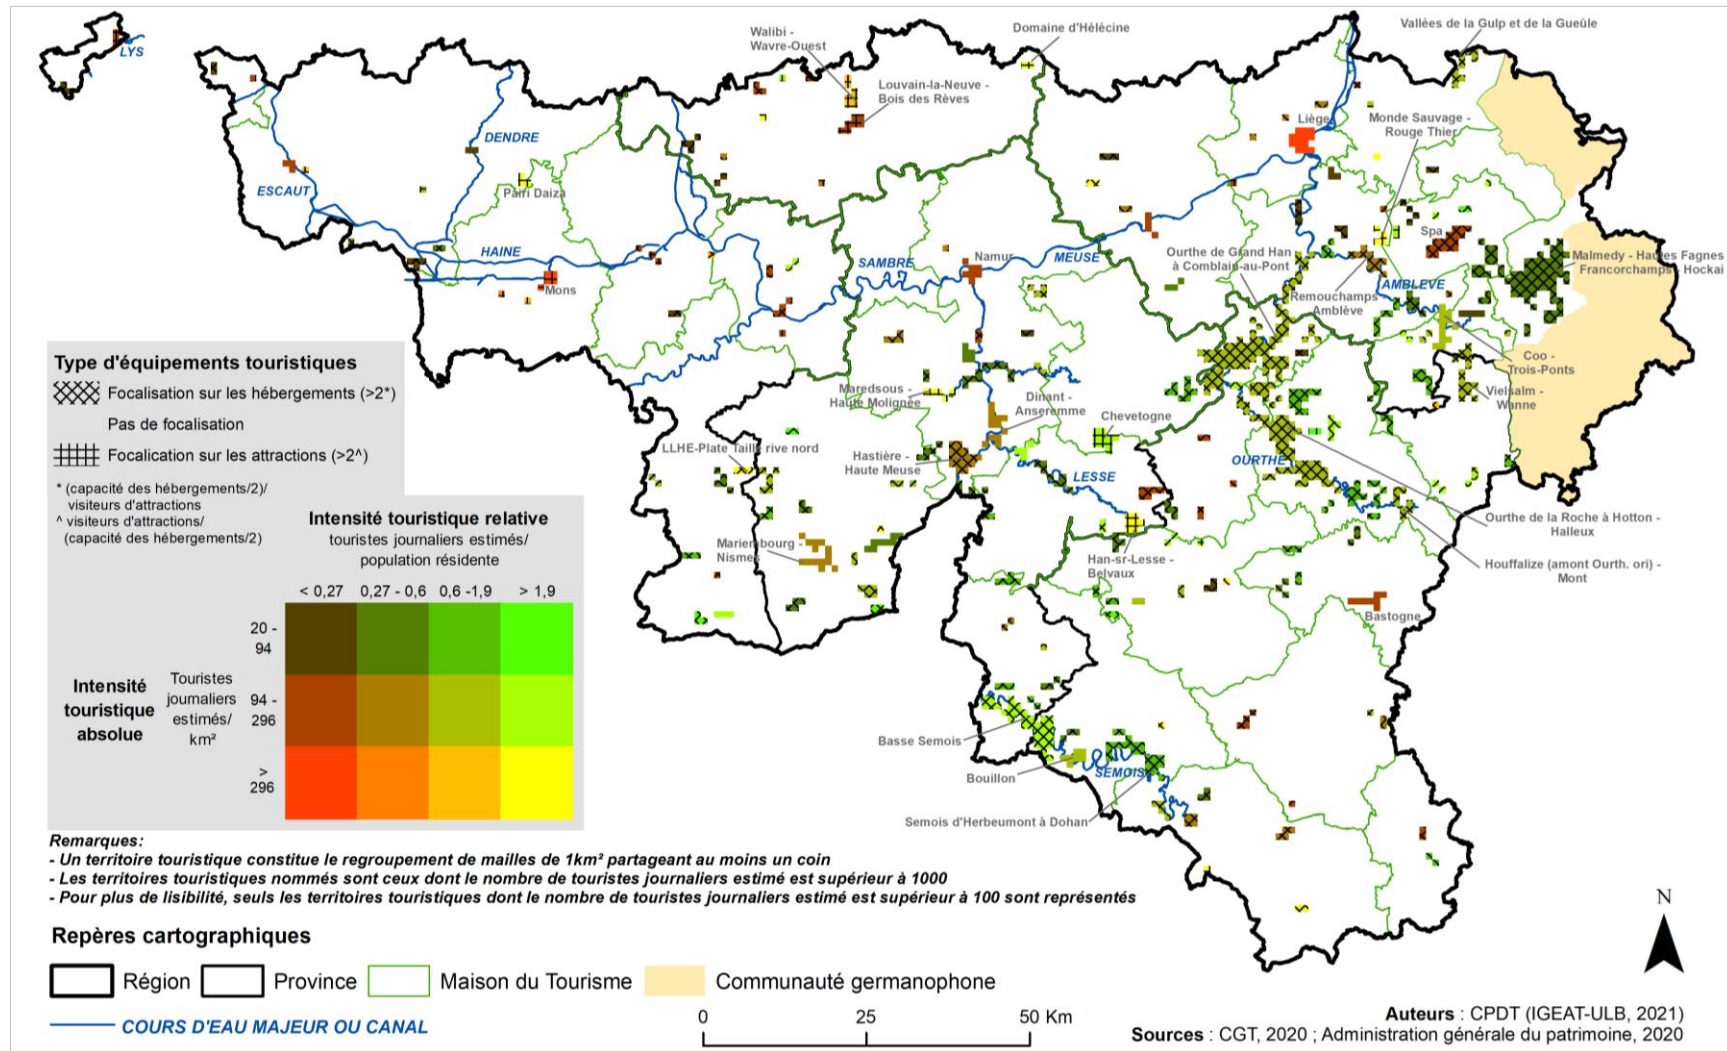 LYS
Walibi -
Wavre-Ouest
Domaine d'Hélécine
Vallées de la Gulp et de la Gueûle
Louvain-la-Neuve -
Bois des Rèves
Liège
Monde Sauvage -
Rouge Thier
DENDRE
Pairi Daiza
ESCAUT
HAINE
Mons
SAMBRE
Namur
MEUSE
Ourthe de Grand Han
à Comblain-au-Pont
Spa
Malmedy - Hautes Fagnes
Francorchamps - Hockai
AMBLEVE
Remouchamps
Amblève
Coo -
Trois-Ponts
Vielsalm -
Wanne
Maredsous -
Haute Molignée
Dinant -
Anseremme
Chevetogne
LLHE-Plate Taille rive nord
Hastière -
Haute Meuse
LESSE
OURTHE
Mariembourg -
Nismes
Han-sr-Lesse -
Belvaux
Ourthe de la Roche à Hotton -
Halleux
Houffalize (amont Ourth. ori) -
Mont
Bastogne
Basse Semois
Bouillon
SEMOIS
Semois d'Herbeumont à Dohan
Type d'équipements touristiques
Focalisation sur les hébergements (>2*)
Pas de focalisation
Focalication sur les attractions (>2^)
* (capacité des hébergements/2)/
visiteurs d'attractions
^ visiteurs d'attractions/
(capacité des hébergements/2)
Intensité touristique relative
touristes journaliers estimés/
population résidente
< 0,27 0,27 - 0,6 0,6 -1,9 > 1,9
20 -
94
94 -
296
>
296
Intensité
touristique
absolue
Touristes
journaliers
estimés/
km²
Remarques:
- Un territoire touristique constitue le regroupement de mailles de 1km² partageant au moins un coin
- Les territoires touristiques nommés sont ceux dont le nombre de touristes journaliers estimé est supérieur à 1000
- Pour plus de lisibilité, seuls les territoires touristiques dont le nombre de touristes journaliers estimé est supérieur à 100 sont représentés
Repères cartographiques
Région Province Maison du Tourisme Communauté germanophone
COURS D'EAU MAJEUR OU CANAL
0 25 50 Km
N
Auteurs : CPDT (IGEAT-ULB, 2021)
Sources : CGT, 2020 ; Administration générale du patrimoine, 2020